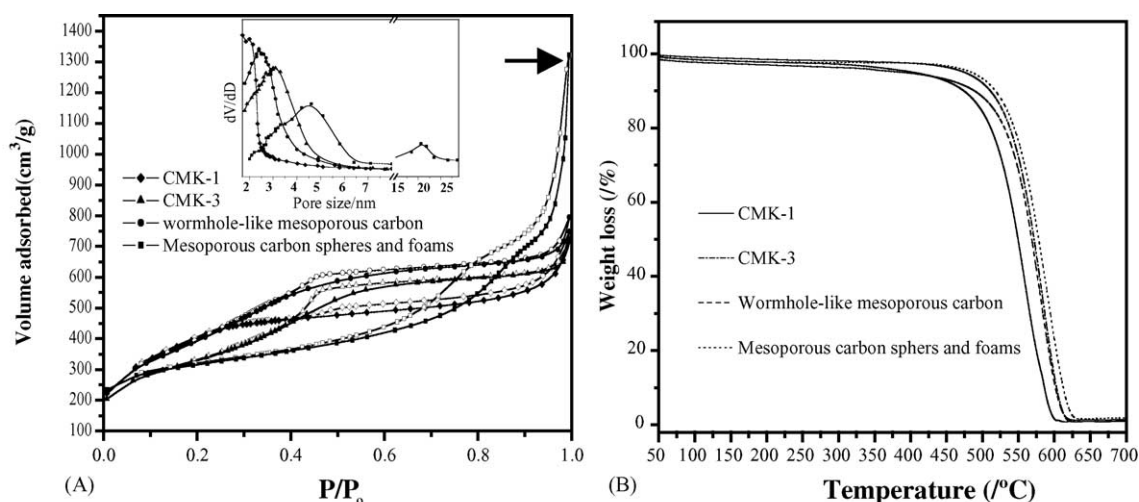 1400
1300
1200
1100
1000
900
800
700
600
500
400
300
200
100
Volume adsorbed(cm³/g)
dV/dD
2 3 4 5 6 7 15 20 25
Pore size/nm
CMK-1
CMK-3
wormhole-like mesoporous carbon
Mesoporous carbon spheres and foams
0.0 0.2 0.4 0.6 0.8 1.0
(A)
P/Pₒ
100
80
60
40
20
0
Weight loss (/%)
CMK-1
CMK-3
Wormhole-like mesoporous carbon
Mesoporous carbon sphers and foams
50 100 150 200 250 300 350 400 450 500 550 600 650 700
(B)
Temperature (/ºC)